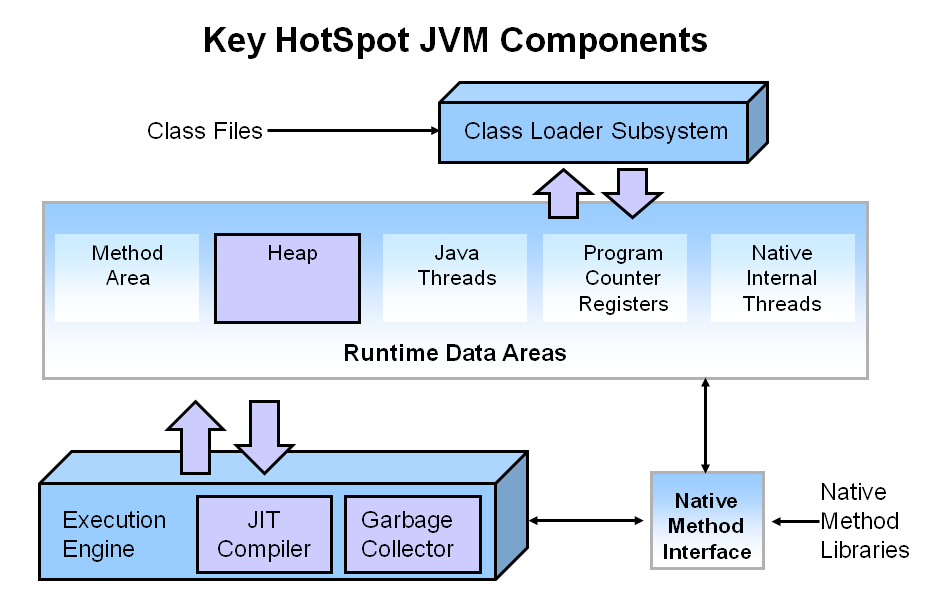 Key HotSpot JVM Components
Class Files
Class Loader Subsystem
Method
Area
Heap
Java
Threads
Program
Counter
Registers
Native
Internal
Threads
Runtime Data Areas
Execution
Engine
JIT
Compiler
Garbage
Collector
Native
Method
Interface
Native
Method
Libraries